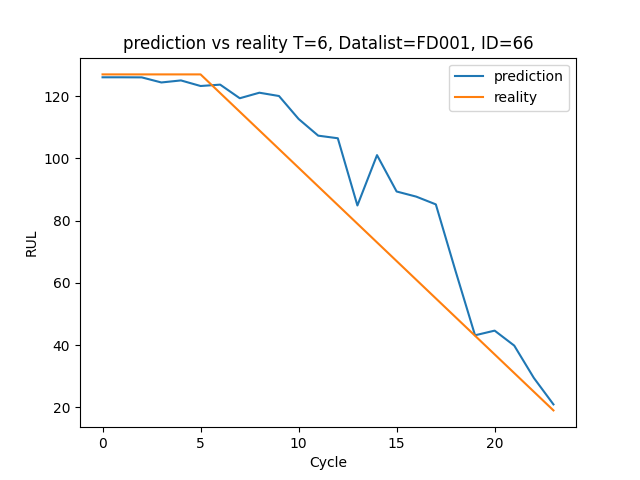 prediction vs reality T=6, Datalist=FD001, ID=66
prediction
reality
120
100
80
60
40
20
RUL
0
5
10
15
20
Cycle